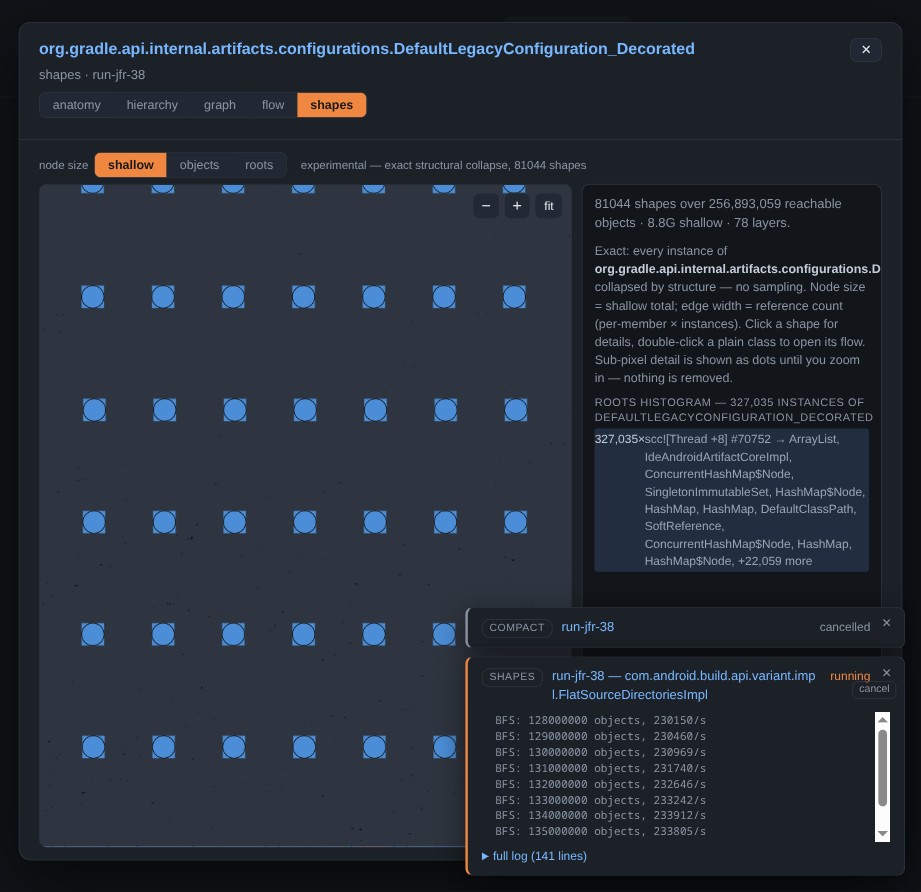 org.gradle.api.internal.artifacts.configurations.DefaultLegacyConfiguration_Decorated
✕
shapes · run-jfr-38
anatomy hierarchy graph flow shapes
node size shallow objects roots experimental — exact structural collapse, 81044 shapes
− + fit
81044 shapes over 256,893,059 reachable
objects · 8.8G shallow · 78 layers.
Exact: every instance of
org.gradle.api.internal.artifacts.configurations.D
collapsed by structure — no sampling. Node size
= shallow total; edge width = reference count
(per-member × instances). Click a shape for
details, double-click a plain class to open its flow.
Sub-pixel detail is shown as dots until you zoom
in — nothing is removed.
ROOTS HISTOGRAM — 327,035 INSTANCES OF
DEFAULTLEGACYCONFIGURATION_DECORATED
327,035× scc![Thread +8] #70752 → ArrayList,
IdeAndroidArtifactCoreImpl,
ConcurrentHashMap$Node,
SingletonImmutableSet, HashMap$Node,
HashMap, HashMap, DefaultClassPath,
SoftReference,
ConcurrentHashMap$Node, HashMap,
HashMap$Node, +22,059 more
COMPACT run-jfr-38 cancelled ✕
SHAPES run-jfr-38 — com.android.build.api.variant.imp running ✕
l.FlatSourceDirectoriesImpl cancel
BFS: 128000000 objects, 230150/s
BFS: 129000000 objects, 230460/s
BFS: 130000000 objects, 230969/s
BFS: 131000000 objects, 231740/s
BFS: 132000000 objects, 232646/s
BFS: 133000000 objects, 233242/s
BFS: 134000000 objects, 233912/s
BFS: 135000000 objects, 233805/s
▶ full log (141 lines)